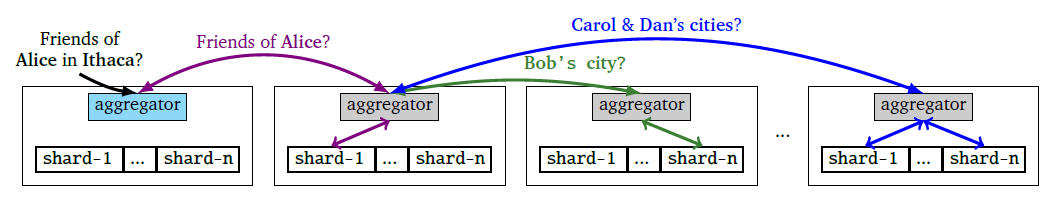 Carol & Dan's cities?
Friends of
Alice in Ithaca?
Friends of Alice?
Bob's city?
aggregator
aggregator
aggregator
aggregator
...
shard-1 ... shard-n
shard-1 ... shard-n
shard-1 ... shard-n
shard-1 ... shard-n